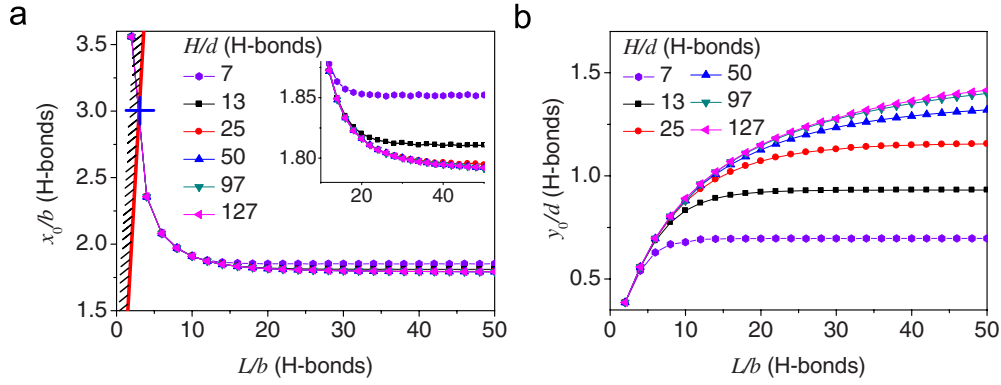 a
H/d (H-bonds)
7
13
25
50
97
127
x₀/b (H-bonds)
3.5
3.0
2.5
2.0
1.5
0 10 20 30 40 50
L/b (H-bonds)
1.85
1.80
20 40
b
H/d (H-bonds)
7 50
13 97
25 127
y₀/d (H-bonds)
1.5
1.0
0.5
0 10 20 30 40 50
L/b (H-bonds)